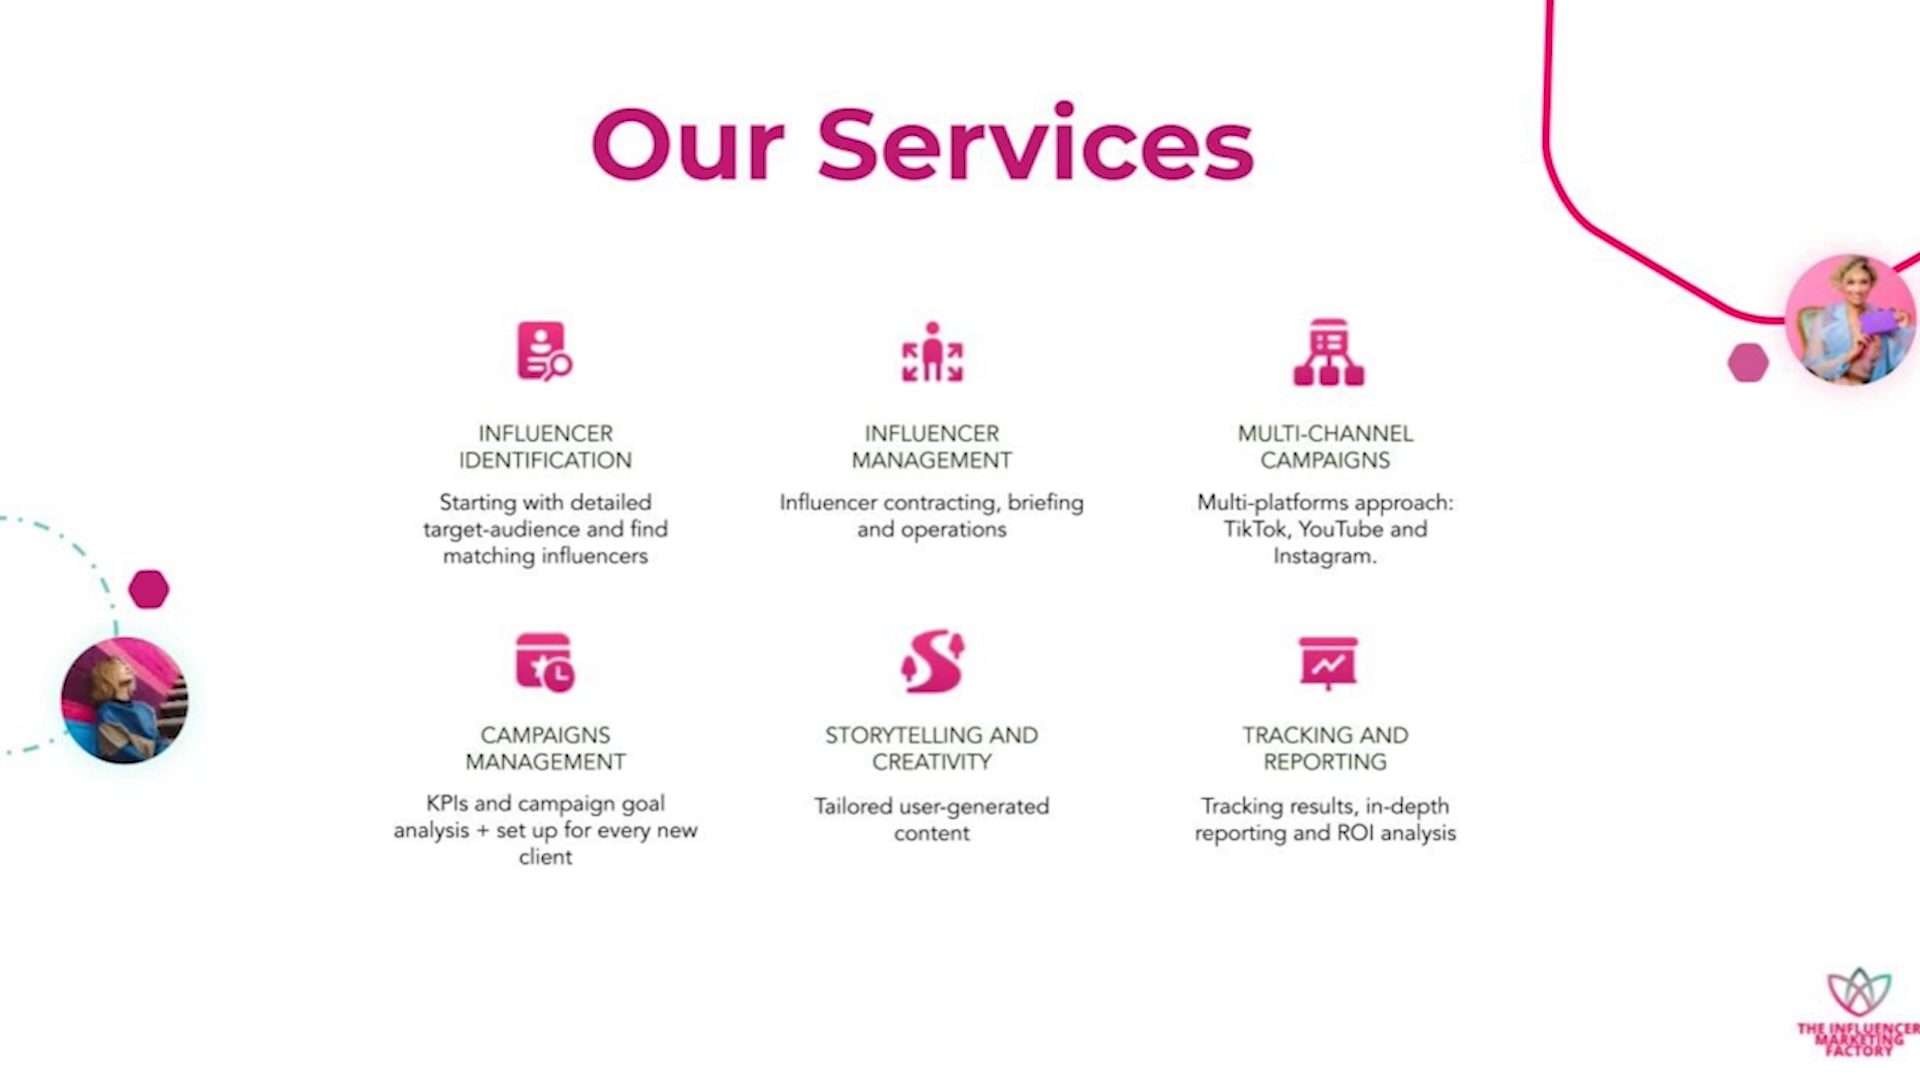 Our Services
INFLUENCER
IDENTIFICATION
Starting with detailed
target-audience and find
matching influencers
INFLUENCER
MANAGEMENT
Influencer contracting, briefing
and operations
MULTI-CHANNEL
CAMPAIGNS
Multi-platforms approach:
TikTok, YouTube and
Instagram.
CAMPAIGNS
MANAGEMENT
KPIs and campaign goal
analysis + set up for every new
client
STORYTELLING AND
CREATIVITY
Tailored user-generated
content
TRACKING AND
REPORTING
Tracking results, in-depth
reporting and ROI analysis
THE INFLUENCER
MARKETING
FACTORY